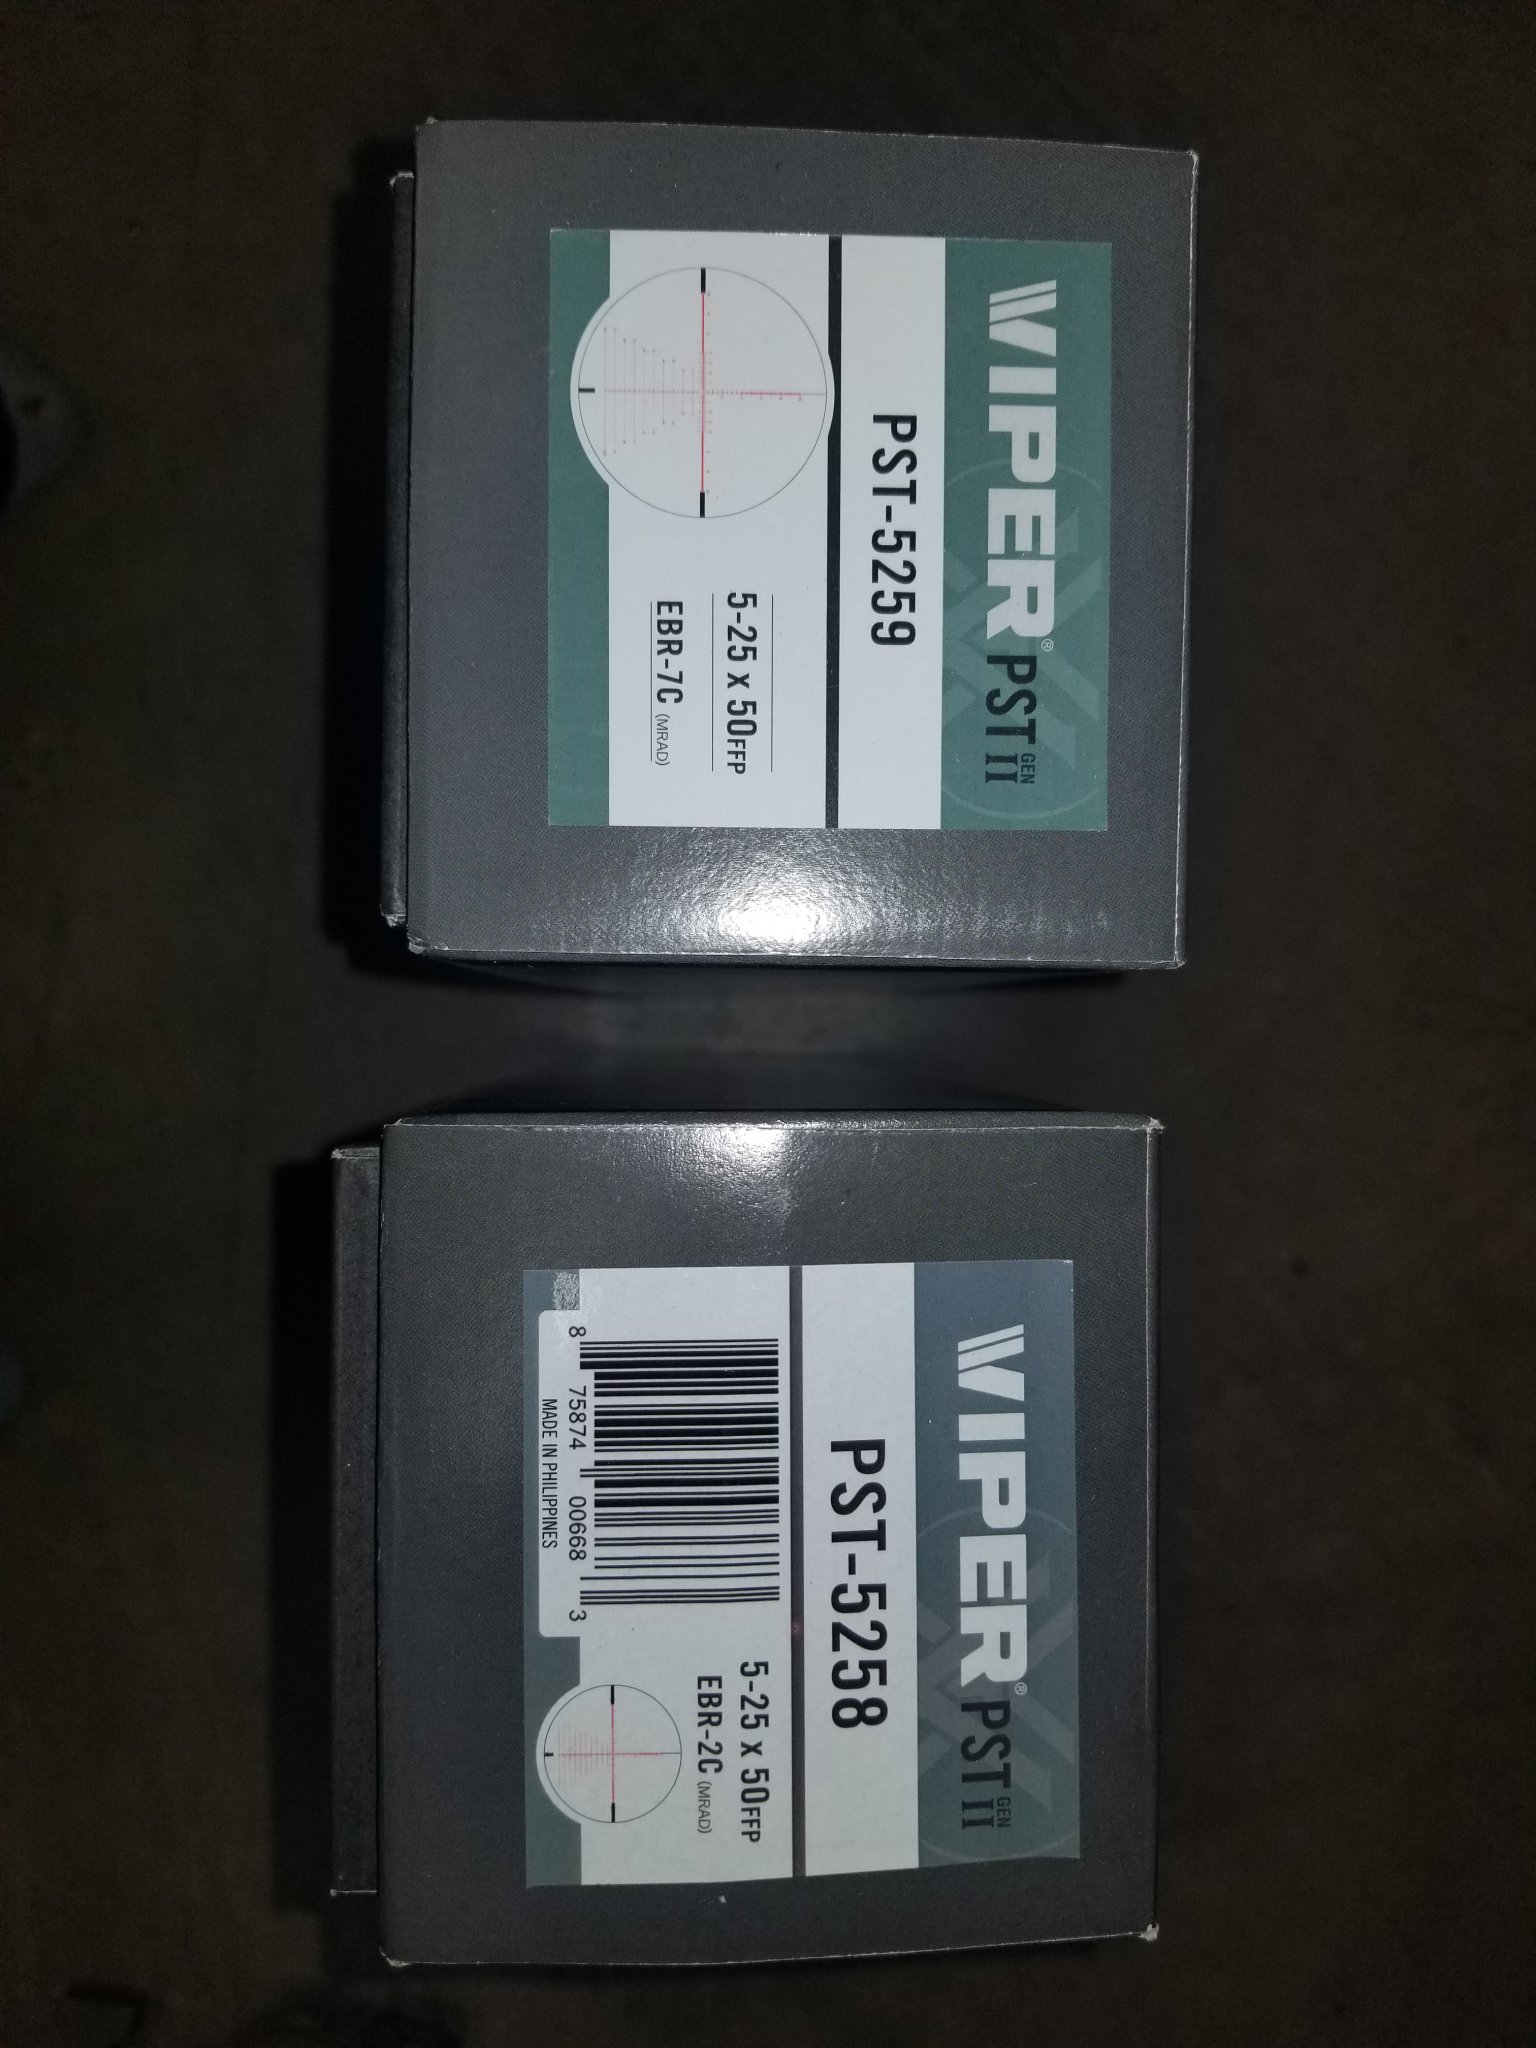 VIPER® PST GEN II
PST-5259
5-25 x 50FFP
EBR-7C (MRAD)
VIPER® PST GEN II
PST-5258
5-25 x 50FFP
EBR-2C (MRAD)
8 75874 00668 3
MADE IN PHILIPPINES